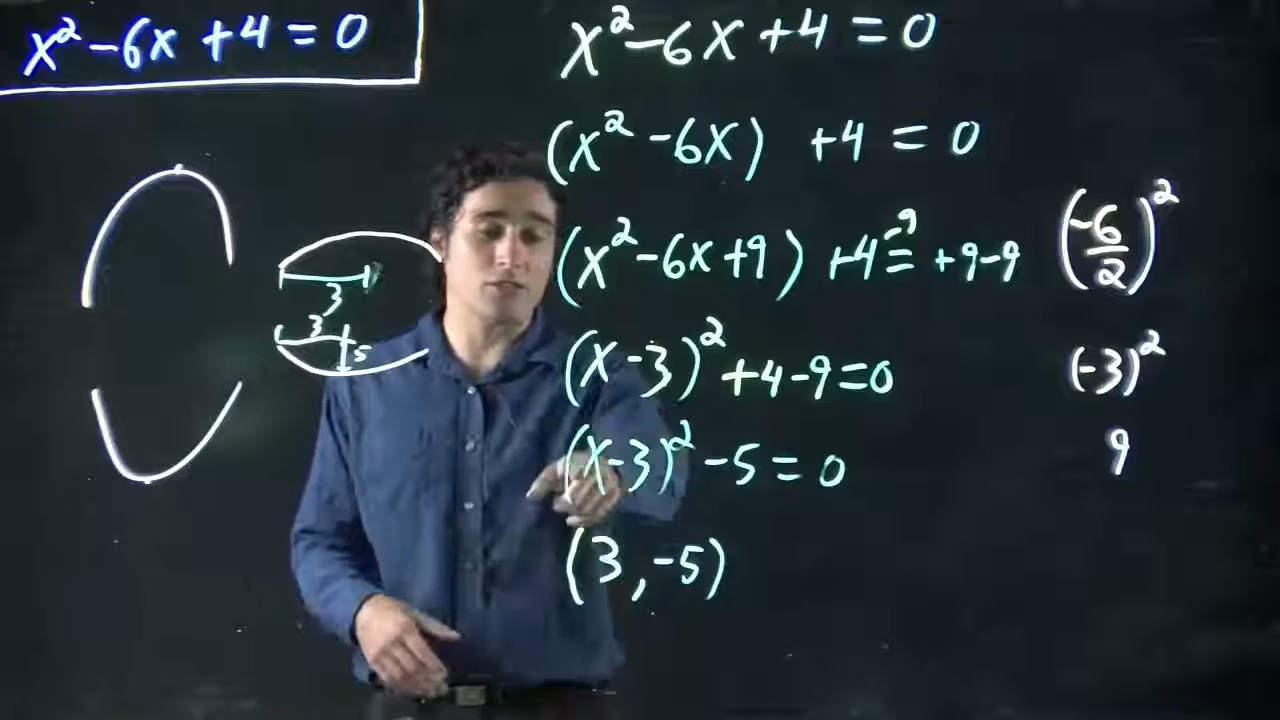 x² - 6x + 4 = 0
x² - 6x + 4 = 0
(x² - 6x) + 4 = 0
(x² - 6x + 9) + 4 - 9 = + 9 - 9
(x - 3)² + 4 - 9 = 0
(x - 3)² - 5 = 0
(3, -5)
(-6/2)²
(-3)²
9
3
3
5